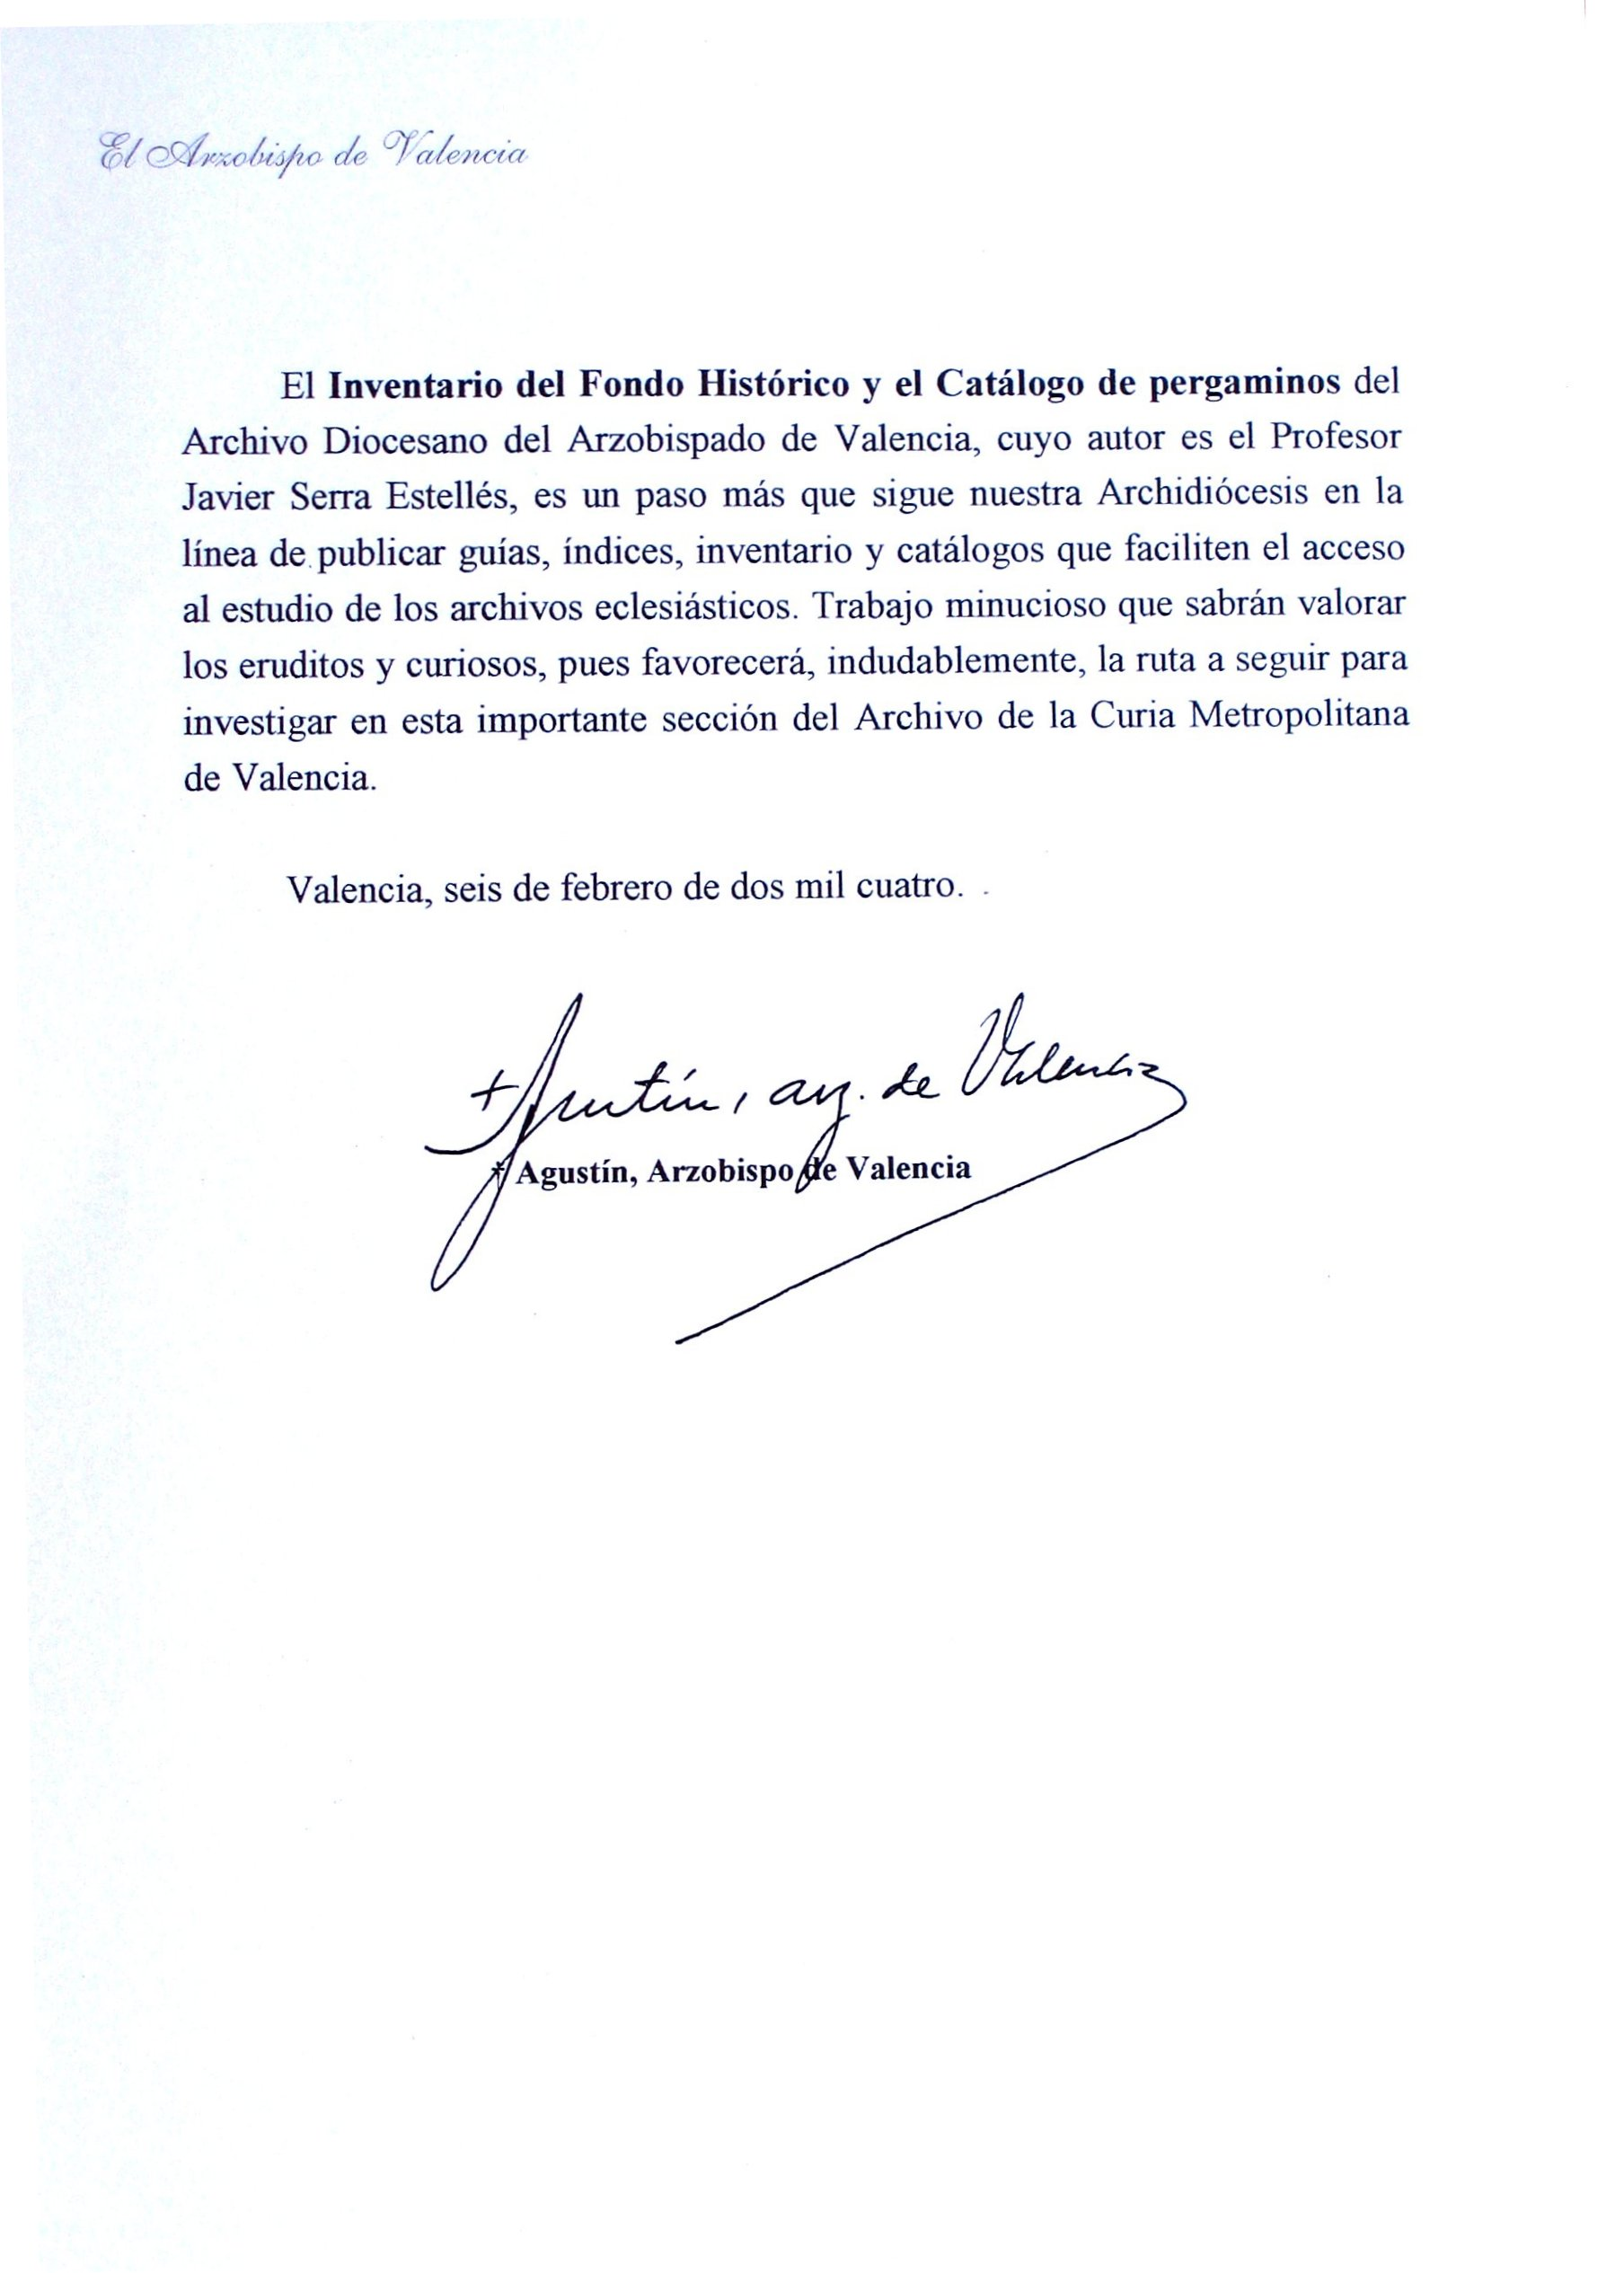 El Arzobispo de Valencia
El Inventario del Fondo Histórico y el Catálogo de pergaminos del
Archivo Diocesano del Arzobispado de Valencia, cuyo autor es el Profesor
Javier Serra Estellés, es un paso más que sigue nuestra Archidiócesis en la
línea de publicar guías, índices, inventario y catálogos que faciliten el acceso
al estudio de los archivos eclesiásticos. Trabajo minucioso que sabrán valorar
los eruditos y curiosos, pues favorecerá, indudablemente, la ruta a seguir para
investigar en esta importante sección del Archivo de la Curia Metropolitana
de Valencia.
Valencia, seis de febrero de dos mil cuatro.
+ Agustín, arz. de Valencia
+ Agustín, Arzobispo de Valencia